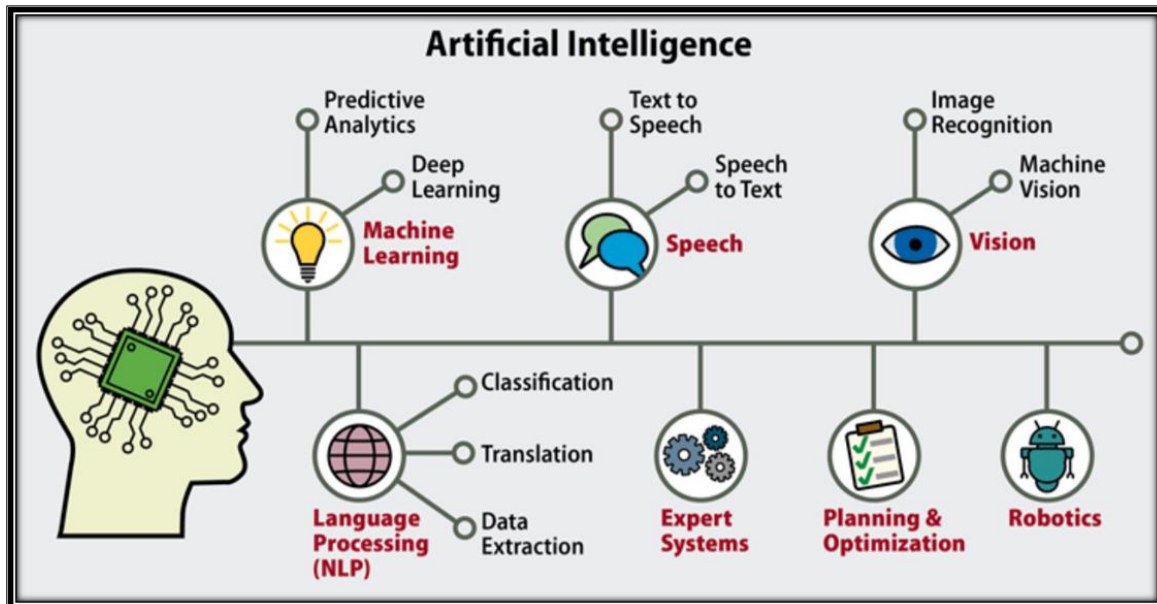 Artificial Intelligence
Predictive
Analytics
Deep
Learning
Machine
Learning
Text to
Speech
Speech
to Text
Speech
Image
Recognition
Machine
Vision
Vision
Classification
Translation
Data
Extraction
Language
Processing
(NLP)
Expert
Systems
Planning &
Optimization
Robotics